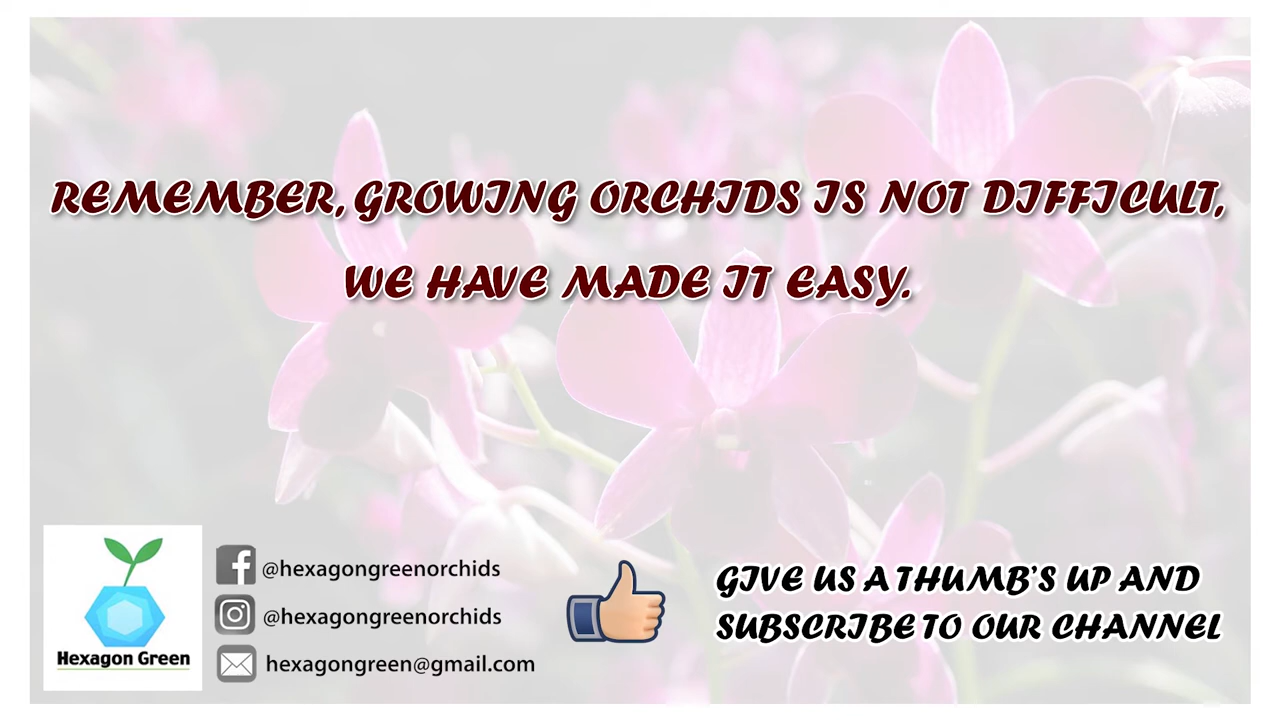 REMEMBER, GROWING ORCHIDS IS NOT DIFFICULT,
WE HAVE MADE IT EASY.
Hexagon Green
@hexagongreenorchids
@hexagongreenorchids
hexagongreen@gmail.com
GIVE US A THUMB'S UP AND
SUBSCRIBE TO OUR CHANNEL